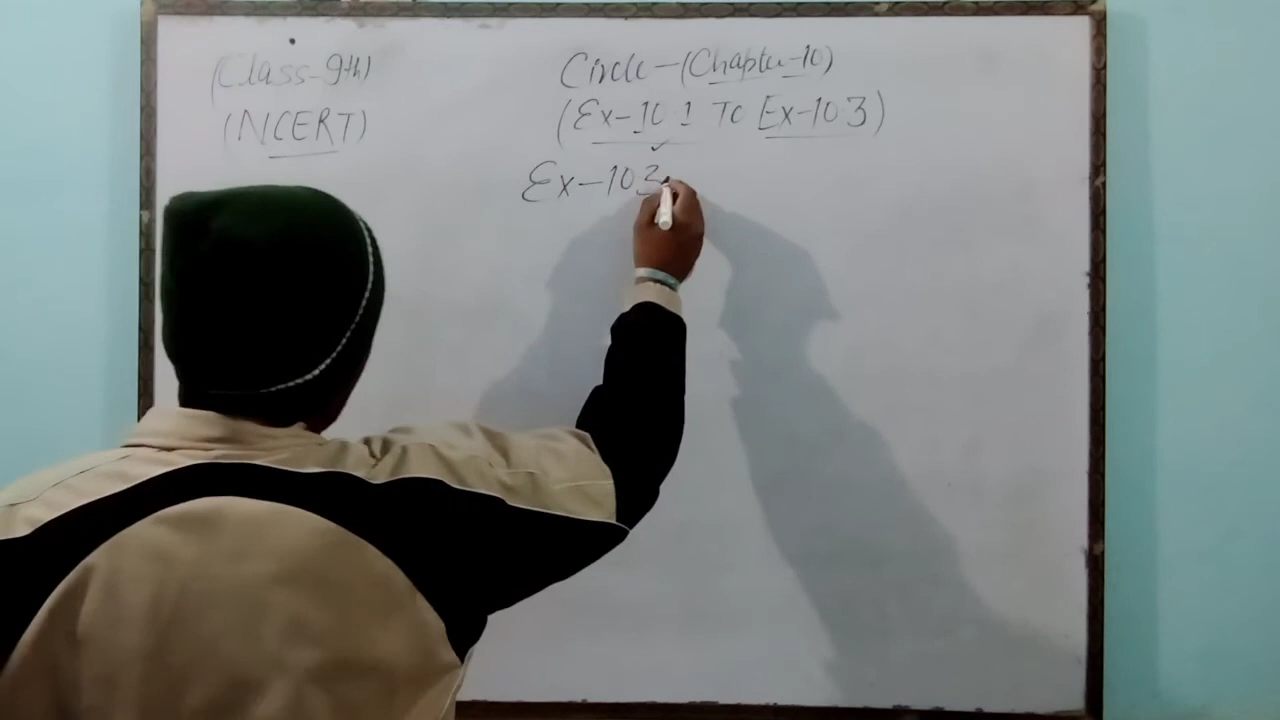 (Class-9th)
(NCERT)
Circle-(Chapter-10)
(Ex-10.1 To Ex-10.3)
Ex-10.3